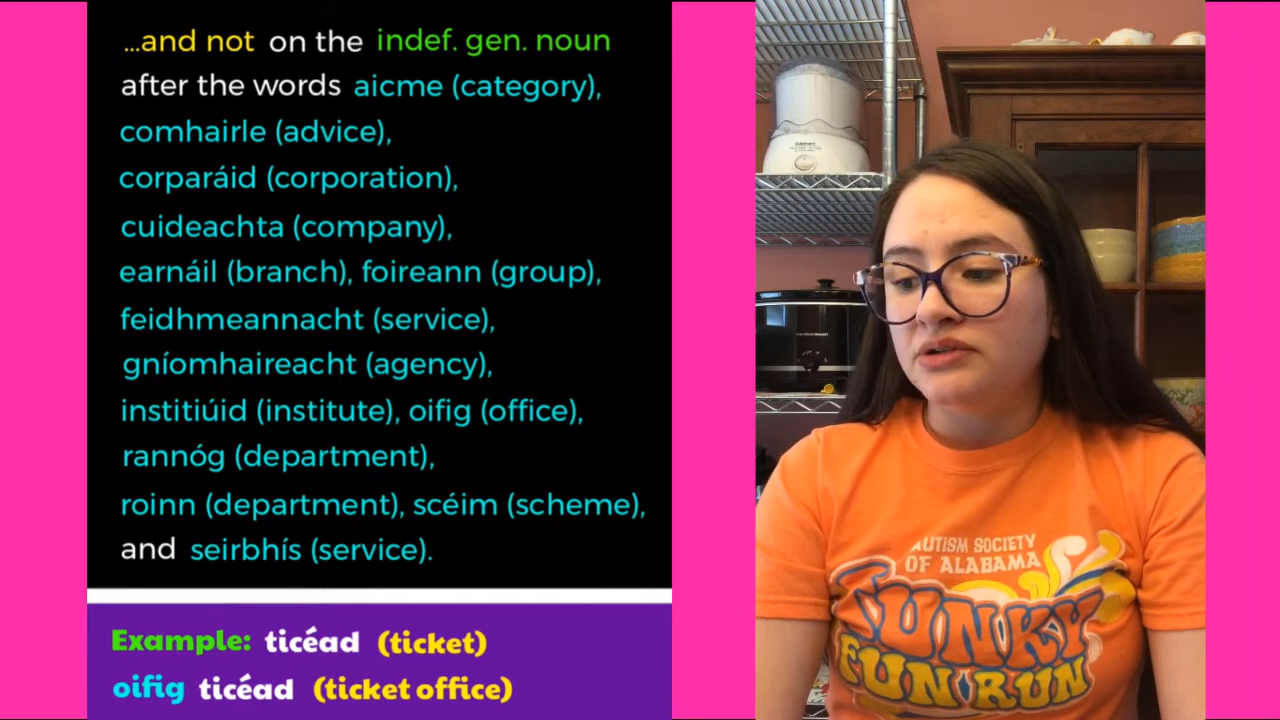 ...and not on the indef. gen. noun
after the words aicme (category),
comhairle (advice),
corparáid (corporation),
cuideachta (company),
earnáil (branch), foireann (group),
feidhmeannacht (service),
gníomhaireacht (agency),
institiúid (institute), oifig (office),
rannóg (department),
roinn (department), scéim (scheme),
and seirbhís (service).
Example: ticéad (ticket)
oifig ticéad (ticket office)
Cuisinart
AUTISM SOCIETY
OF ALABAMA
FUNKY
FUN RUN